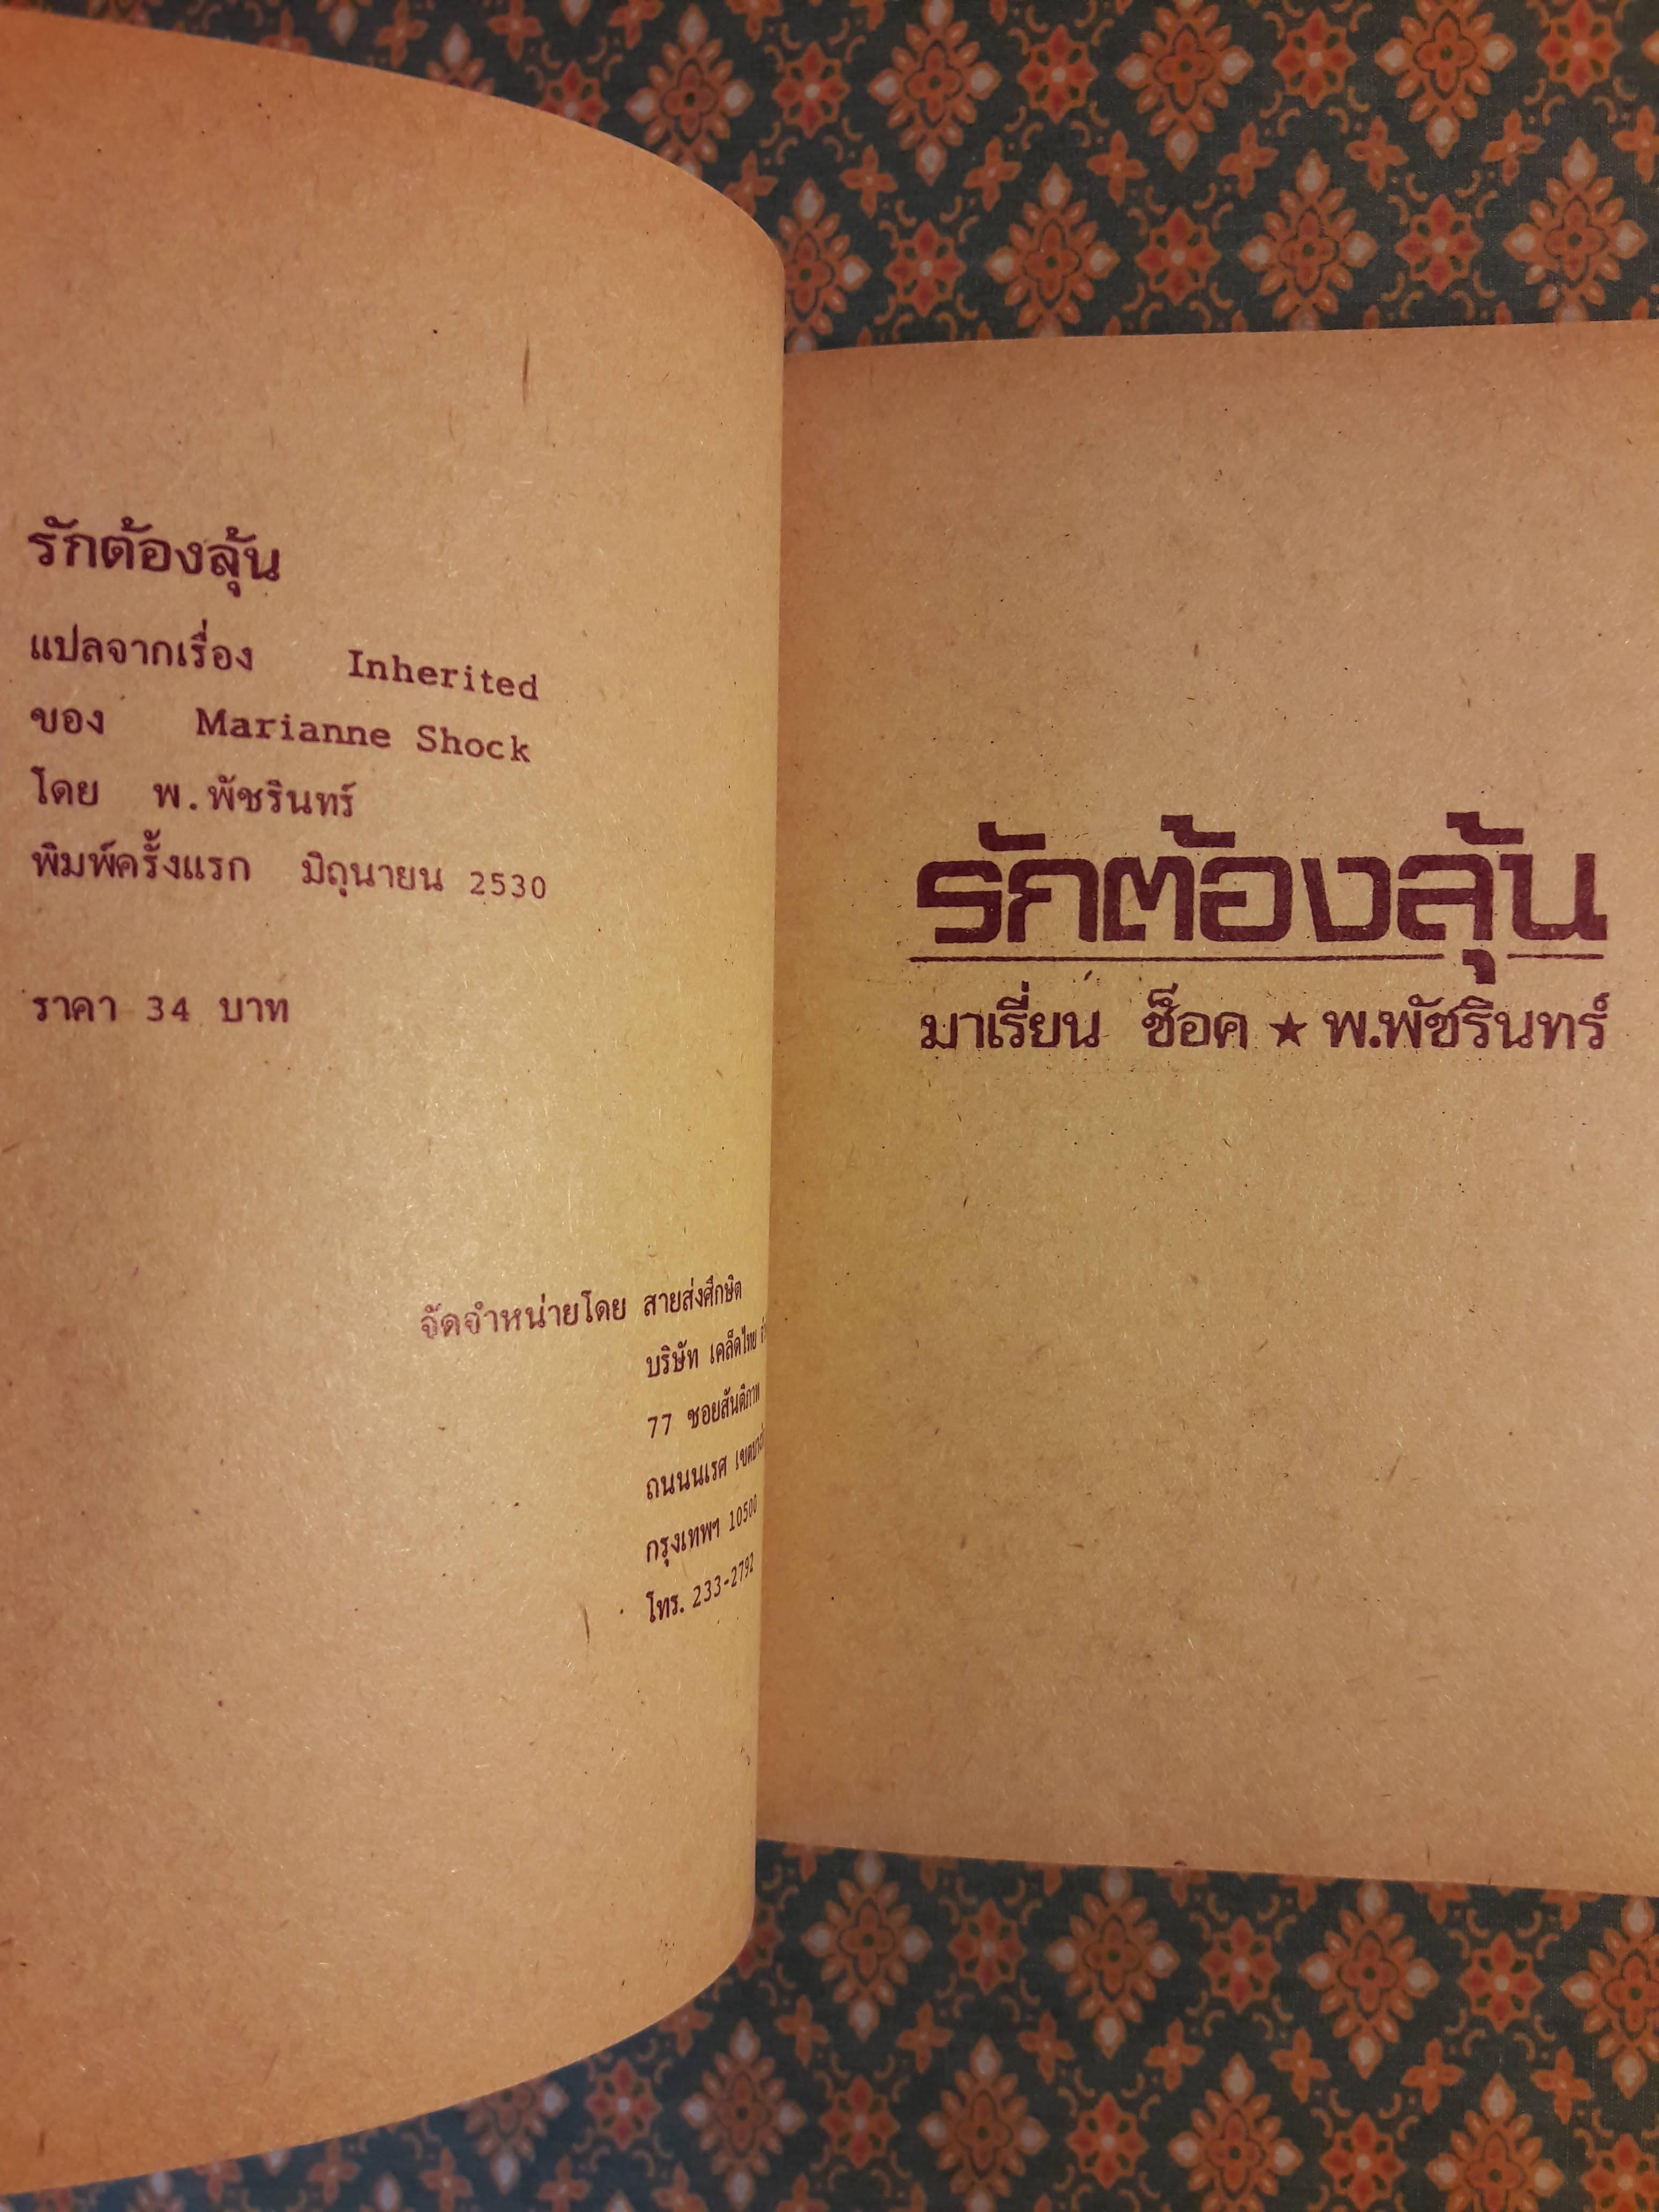 รักต้องลุ้น
แปลจากเรื่อง Inherited
ของ Marianne Shock
โดย พ.พัชรินทร์
พิมพ์ครั้งแรก มิถุนายน 2530
ราคา 34 บาท
จัดจำหน่ายโดย สายส่งศึกษิต
บริษัท เคล็ดไทย
77 ซอยสันติภาพ
ถนนนเรศ
กรุงเทพฯ 10500
โทร. 233-2792
รักต้องลุ้น
มาเรี่ยน ช็อค ★ พ.พัชรินทร์